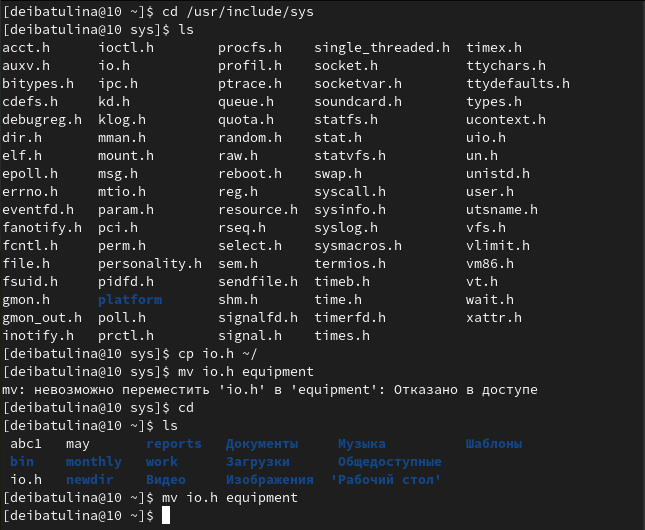 [deibatulina@10 ~]$ cd /usr/include/sys
[deibatulina@10 sys]$ ls
acct.h ioctl.h procfs.h single_threaded.h timex.h
auxv.h io.h profil.h socket.h ttychars.h
bitypes.h ipc.h ptrace.h socketvar.h ttydefaults.h
cdefs.h kd.h queue.h soundcard.h types.h
debugreg.h klog.h quota.h statfs.h ucontext.h
dir.h mman.h random.h stat.h uio.h
elf.h mount.h raw.h statvfs.h un.h
epoll.h msg.h reboot.h swap.h unistd.h
errno.h mtio.h reg.h syscall.h user.h
eventfd.h param.h resource.h sysinfo.h utsname.h
fanotify.h pci.h rseq.h syslog.h vfs.h
fcntl.h perm.h select.h sysmacros.h vlimit.h
file.h personality.h sem.h termios.h vm86.h
fsuid.h pidfd.h sendfile.h timeb.h vt.h
gmon.h platform shm.h time.h wait.h
gmon_out.h poll.h signalfd.h timerfd.h xattr.h
inotify.h prctl.h signal.h times.h
[deibatulina@10 sys]$ cp io.h ~/
[deibatulina@10 sys]$ mv io.h equipment
mv: невозможно переместить 'io.h' в 'equipment': Отказано в доступе
[deibatulina@10 sys]$ cd
[deibatulina@10 ~]$ ls
abc1 may reports Документы Музыка Шаблоны
bin monthly work Загрузки Общедоступные
io.h newdir Видео Изображения 'Рабочий стол'
[deibatulina@10 ~]$ mv io.h equipment
[deibatulina@10 ~]$